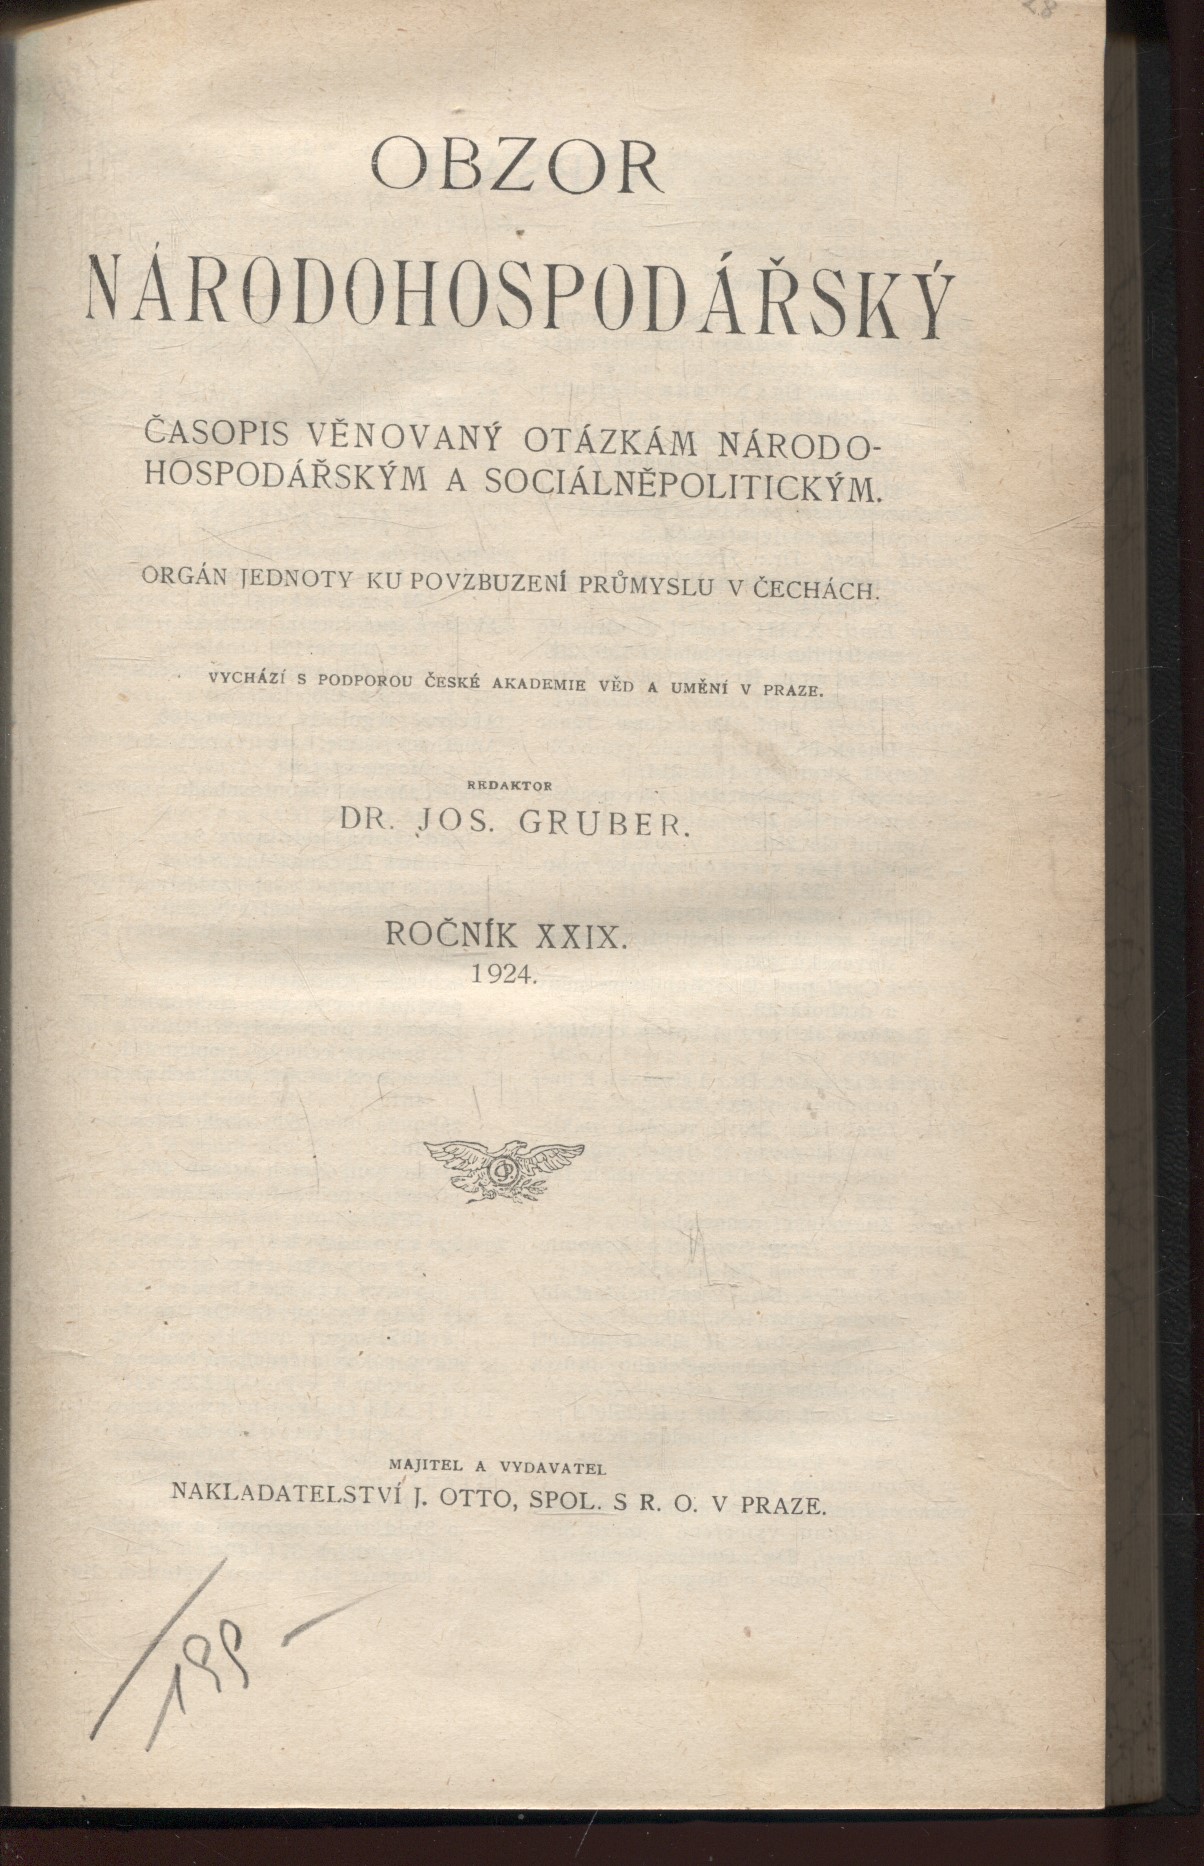 28
OBZOR
NÁRODOHOSPODÁŘSKÝ
ČASOPIS VĚNOVANÝ OTÁZKÁM NÁRODO-
HOSPODÁŘSKÝM A SOCIÁLNĚPOLITICKÝM.
ORGÁN JEDNOTY KU POVZBUZENÍ PRŮMYSLU V ČECHÁCH.
VYCHÁZÍ S PODPOROU ČESKÉ AKADEMIE VĚD A UMĚNÍ V PRAZE.
REDAKTOR
DR. JOS. GRUBER.
ROČNÍK XXIX.
1924.
MAJITEL A VYDAVATEL
NAKLADATELSTVÍ J. OTTO, SPOL. S R. O. V PRAZE.